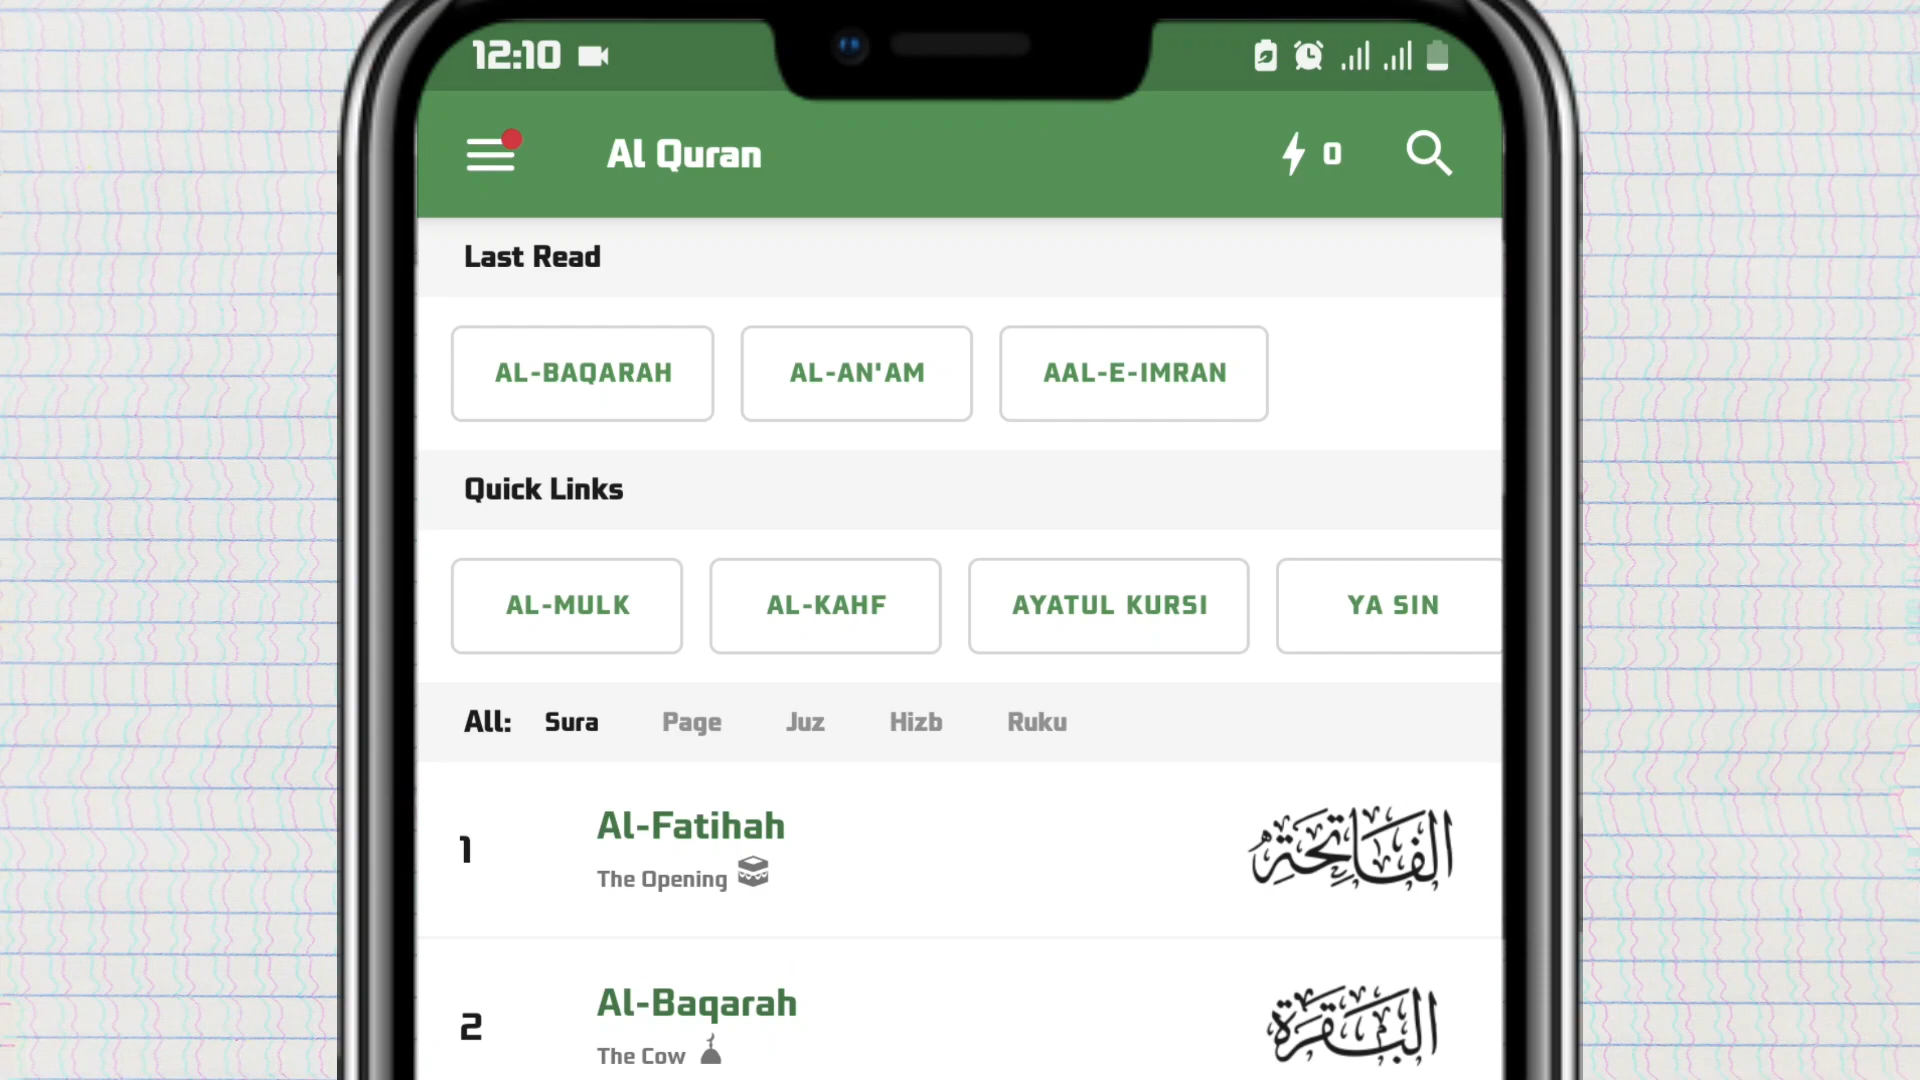 12:10
Al Quran
0
Last Read
AL-BAQARAH AL-AN'AM AAL-E-IMRAN
Quick Links
AL-MULK AL-KAHF AYATUL KURSI YA SIN
All: Sura Page Juz Hizb Ruku
1 Al-Fatihah الفَاتِحَة
The Opening
2 Al-Baqarah البَقَرَة
The Cow